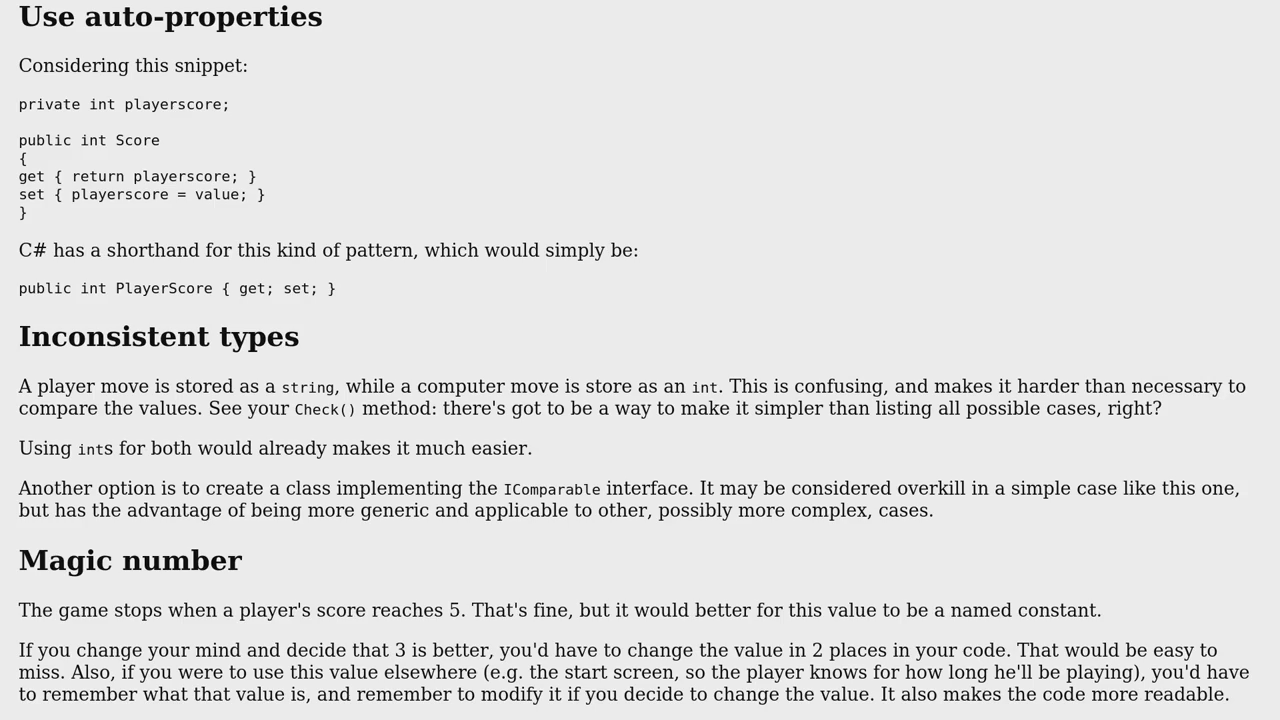 Use auto-properties
Considering this snippet:
private int playerscore;
public int Score
{
get { return playerscore; }
set { playerscore = value; }
}
C# has a shorthand for this kind of pattern, which would simply be:
public int PlayerScore { get; set; }
Inconsistent types
A player move is stored as a string, while a computer move is store as an int. This is confusing, and makes it harder than necessary to
compare the values. See your Check() method: there's got to be a way to make it simpler than listing all possible cases, right?
Using ints for both would already makes it much easier.
Another option is to create a class implementing the IComparable interface. It may be considered overkill in a simple case like this one,
but has the advantage of being more generic and applicable to other, possibly more complex, cases.
Magic number
The game stops when a player's score reaches 5. That's fine, but it would better for this value to be a named constant.
If you change your mind and decide that 3 is better, you'd have to change the value in 2 places in your code. That would be easy to
miss. Also, if you were to use this value elsewhere (e.g. the start screen, so the player knows for how long he'll be playing), you'd have
to remember what that value is, and remember to modify it if you decide to change the value. It also makes the code more readable.